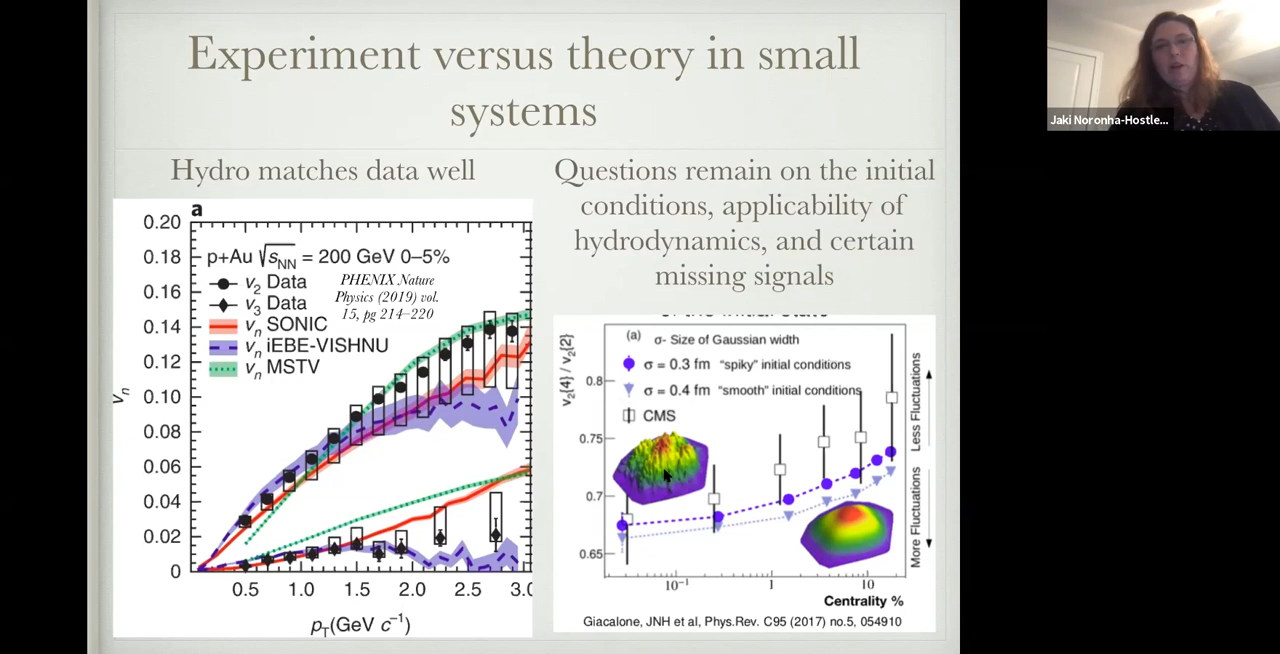 Experiment versus theory in small
systems
Hydro matches data well
a
p+Au √sNN = 200 GeV 0–5%
v2 Data
v3 Data
vn SONIC
vn iEBE-VISHNU
vn MSTV
PHENIX Nature
Physics (2019) vol.
15, pg 214–220
0.20
0.18
0.16
0.14
0.12
0.10
0.08
0.06
0.04
0.02
0
vn
0.5 1.0 1.5 2.0 2.5 3.0
pT(GeV c−1)
Questions remain on the initial
conditions, applicability of
hydrodynamics, and certain
missing signals
(a) σ- Size of Gaussian width
σ = 0.3 fm "spiky" initial conditions
σ = 0.4 fm "smooth" initial conditions
CMS
v2{4} / v2{2}
0.8
0.75
0.7
0.65
10−1 1 10
Centrality %
Less Fluctuations
More Fluctuations
Giacalone, JNH et al, Phys.Rev. C95 (2017) no.5, 054910
Jaki Noronha-Hostle...